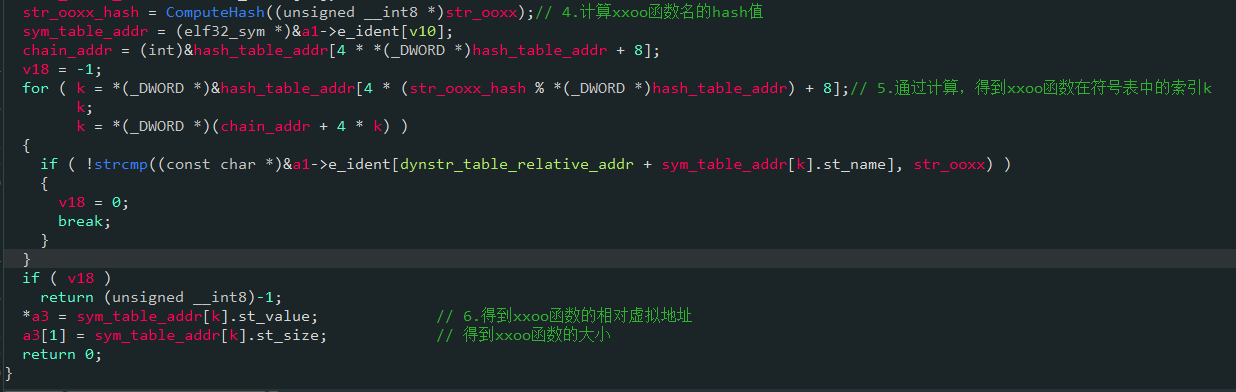 str_ooxx_hash = ComputeHash((unsigned __int8 *)str_ooxx);// 4.计算xxoo函数名的hash值
sym_table_addr = (elf32_sym *)&a1->e_ident[v10];
chain_addr = (int)&hash_table_addr[4 * *(_DWORD *)hash_table_addr + 8];
v18 = -1;
for ( k = *(_DWORD *)&hash_table_addr[4 * (str_ooxx_hash % *(_DWORD *)hash_table_addr) + 8];// 5.通过计算，得到xxoo函数在符号表中的索引k
k;
k = *(_DWORD *)(chain_addr + 4 * k) )
{
if ( !strcmp((const char *)&a1->e_ident[dynstr_table_relative_addr + sym_table_addr[k].st_name], str_ooxx) )
{
v18 = 0;
break;
}
}
if ( v18 )
return (unsigned __int8)-1;
*a3 = sym_table_addr[k].st_value; // 6.得到xxoo函数的相对虚拟地址
a3[1] = sym_table_addr[k].st_size; // 得到xxoo函数的大小
return 0;
}